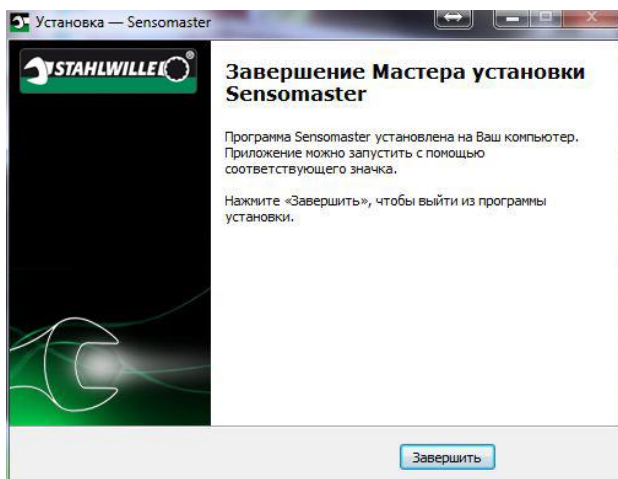 Установка — Sensomaster
STAHLWILLE
Завершение Мастера установки
Sensomaster
Программа Sensomaster установлена на Ваш компьютер.
Приложение можно запустить с помощью
соответствующего значка.
Нажмите «Завершить», чтобы выйти из программы
установки.
Завершить